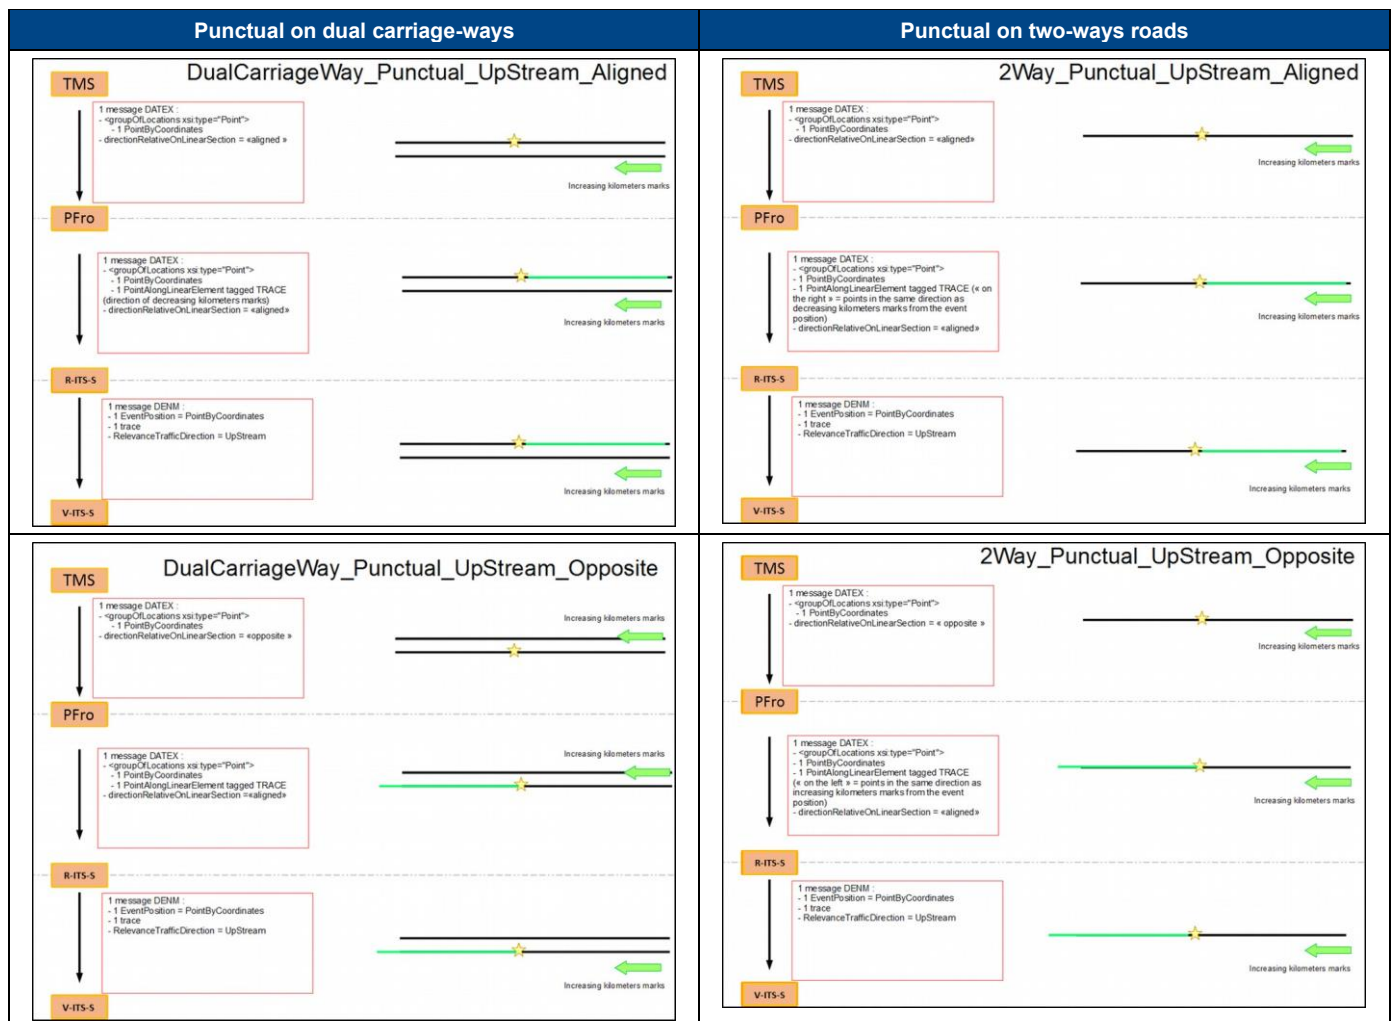 Punctual on dual carriage-ways
Punctual on two-ways roads
DualCarriageWay_Punctual_UpStream_Aligned
TMS
1 message DATEX :
- <groupOfLocations xsi:type="Point">
- 1 PointByCoordinates
- directionRelativeOnLinearSection = «aligned »
Increasing kilometers marks
PFro
1 message DATEX :
- <groupOfLocations xsi:type="Point">
- 1 PointByCoordinates
- 1 PointAlongLinearElement tagged TRACE
(direction of decreasing kilometers marks)
- directionRelativeOnLinearSection = «aligned»
Increasing kilometers marks
R-ITS-S
1 message DENM :
- 1 EventPosition = PointByCoordinates
- 1 trace
- RelevanceTrafficDirection = UpStream
Increasing kilometers marks
V-ITS-S
2Way_Punctual_UpStream_Aligned
TMS
1 message DATEX :
- <groupOfLocations xsi:type="Point">
- 1 PointByCoordinates
- directionRelativeOnLinearSection = «aligned»
Increasing kilometers marks
PFro
1 message DATEX :
- <groupOfLocations xsi:type="Point">
- 1 PointByCoordinates
- 1 PointAlongLinearElement tagged TRACE (« on
the right » = points in the same direction as
decreasing kilometers marks from the event
position)
- directionRelativeOnLinearSection = «aligned»
Increasing kilometers marks
R-ITS-S
1 message DENM :
- 1 EventPosition = PointByCoordinates
- 1 trace
- RelevanceTrafficDirection = UpStream
Increasing kilometers marks
V-ITS-S
DualCarriageWay_Punctual_UpStream_Opposite
TMS
1 message DATEX :
- <groupOfLocations xsi:type="Point">
- 1 PointByCoordinates
- directionRelativeOnLinearSection = «opposite »
Increasing kilometers marks
PFro
1 message DATEX :
- <groupOfLocations xsi:type="Point">
- 1 PointByCoordinates
- 1 PointAlongLinearElement tagged TRACE
- directionRelativeOnLinearSection =«aligned»
Increasing kilometers marks
R-ITS-S
1 message DENM :
- 1 EventPosition = PointByCoordinates
- 1 trace
- RelevanceTrafficDirection = UpStream
Increasing kilometers marks
V-ITS-S
2Way_Punctual_UpStream_Opposite
TMS
1 message DATEX :
- <groupOfLocations xsi:type="Point">
- 1 PointByCoordinates
- directionRelativeOnLinearSection = « opposite »
Increasing kilometers marks
PFro
1 message DATEX :
- <groupOfLocations xsi:type="Point">
- 1 PointByCoordinates
- 1 PointAlongLinearElement tagged TRACE
(« on the left » = points in the same direcion as
increasing kilometers marks from the event
position)
- directionRelativeOnLinearSection = «aligned»
Increasing kilometers marks
R-ITS-S
1 message DENM :
- 1 EventPosition = PointByCoordinates
- 1 trace
- RelevanceTrafficDirection = UpStream
Increasing kilometers marks
V-ITS-S